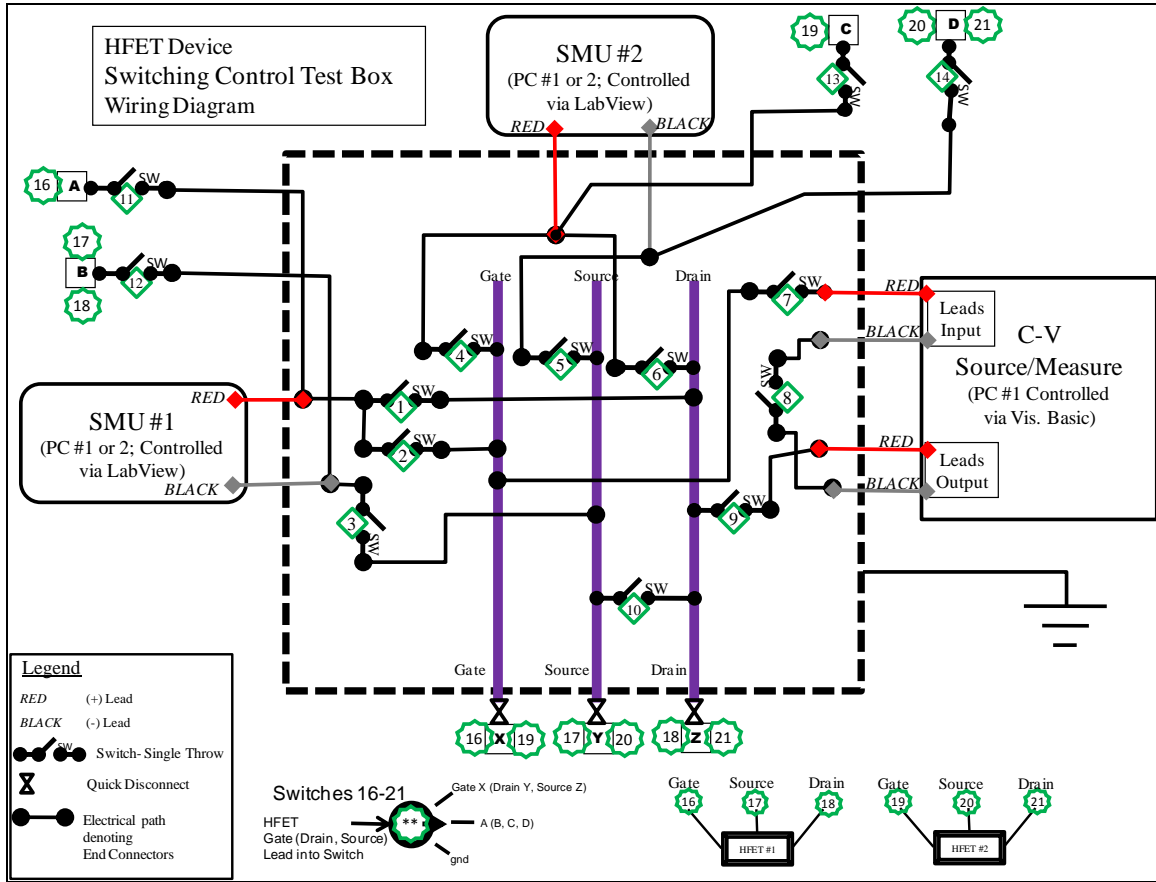 HFET Device
Switching Control Test Box
Wiring Diagram
SMU #2
(PC #1 or 2; Controlled
via LabView)
RED
BLACK
19
C
13
SW
20
D
21
14
SW
16
A
11
SW
17
B
18
12
SW
Gate
Source
Drain
4
SW
5
SW
6
SW
7
SW
RED
Leads
Input
BLACK
C-V
Source/Measure
(PC #1 Controlled
via Vis. Basic)
SW
8
RED
Leads
Output
BLACK
9
SW
SMU #1
(PC #1 or 2; Controlled
via LabView)
RED
BLACK
1
SW
2
SW
3
SW
10
SW
Gate
Source
Drain
16
X
19
17
Y
20
18
Z
21
Legend
RED (+) Lead
BLACK (-) Lead
SW
Switch- Single Throw
Quick Disconnect
Electrical path
denoting
End Connectors
Switches 16-21
HFET
Gate (Drain, Source)
Lead into Switch
**
Gate X (Drain Y, Source Z)
A (B, C, D)
gnd
Gate
Source
Drain
16
17
18
HFET #1
Gate
Source
Drain
19
20
21
HFET #2